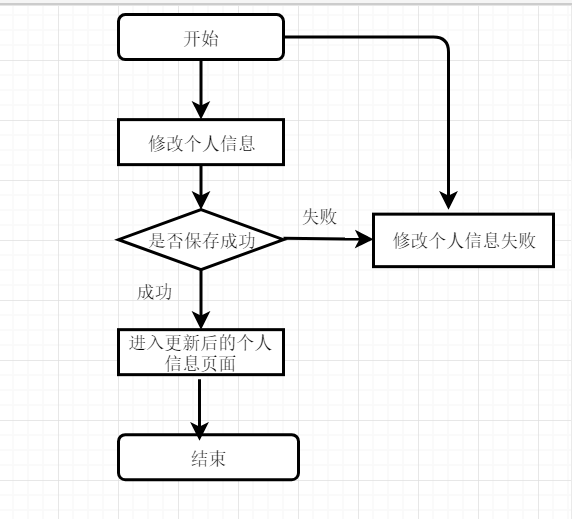 开始
修改个人信息
失败
是否保存成功
修改个人信息失败
成功
进入更新后的个人
信息页面
结束